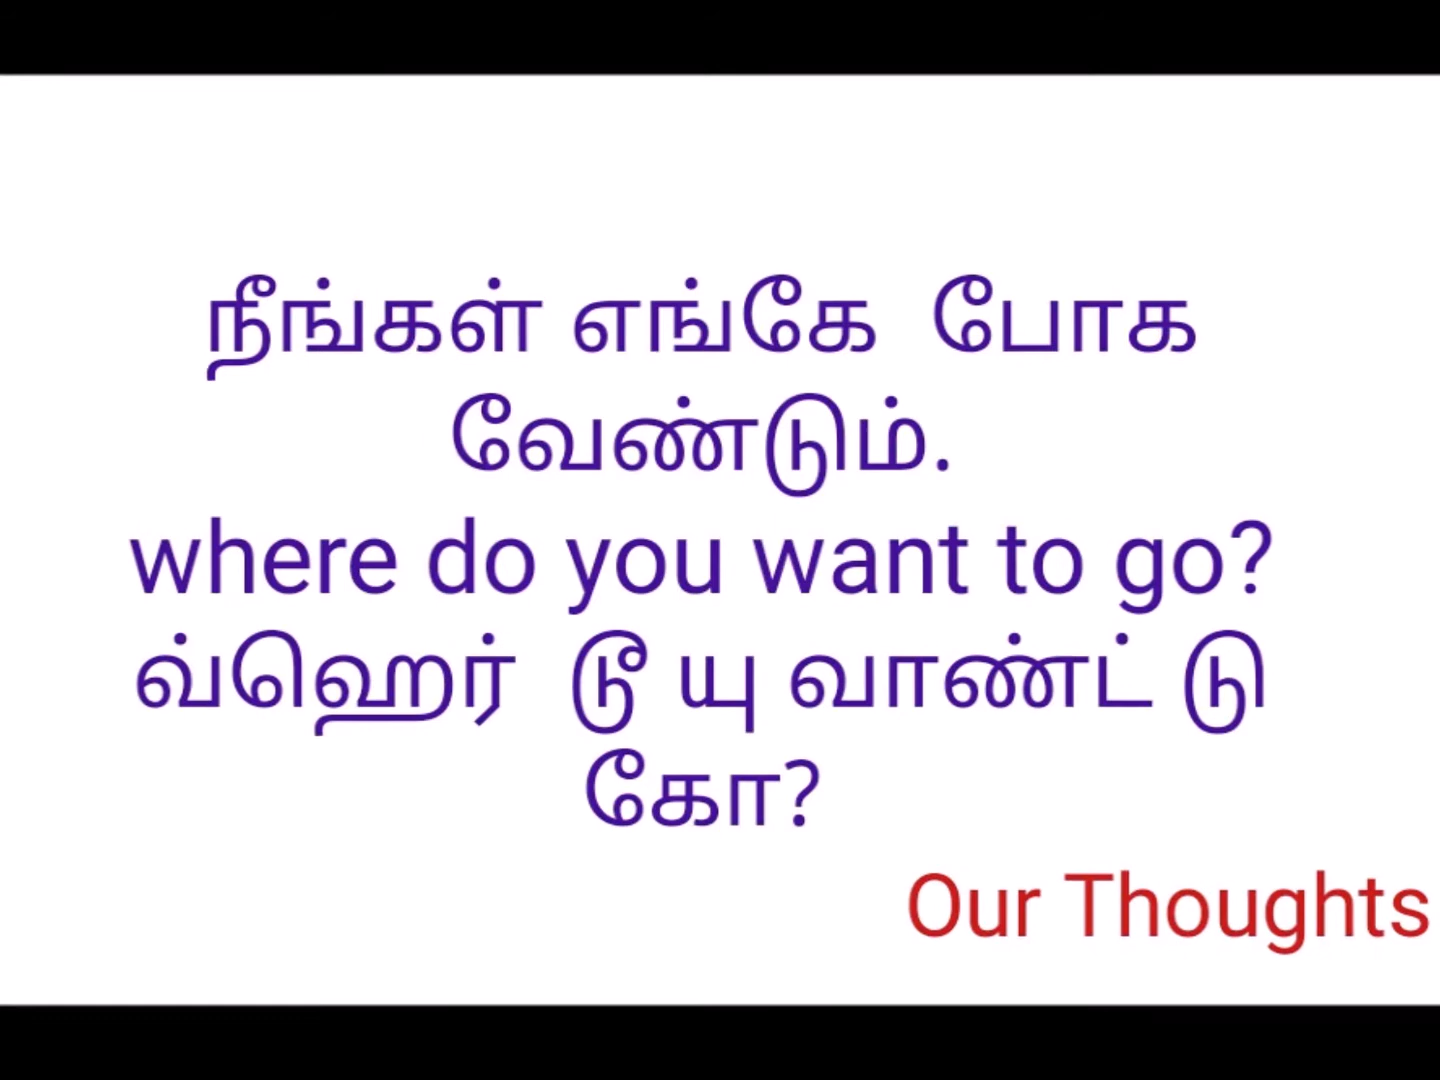 நீங்கள் எங்கே போக
வேண்டும்.
where do you want to go?
வ்ஹெர் டூ யு வாண்ட் டு
கோ?
Our Thoughts